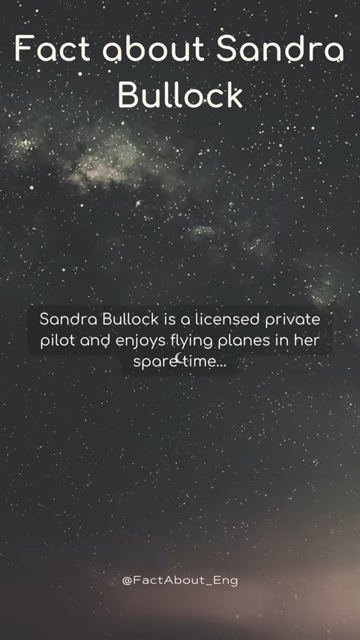 Fact about Sandra
Bullock
Sandra Bullock is a licensed private
pilot and enjoys flying planes in her
spare time...
@FactAbout_Eng